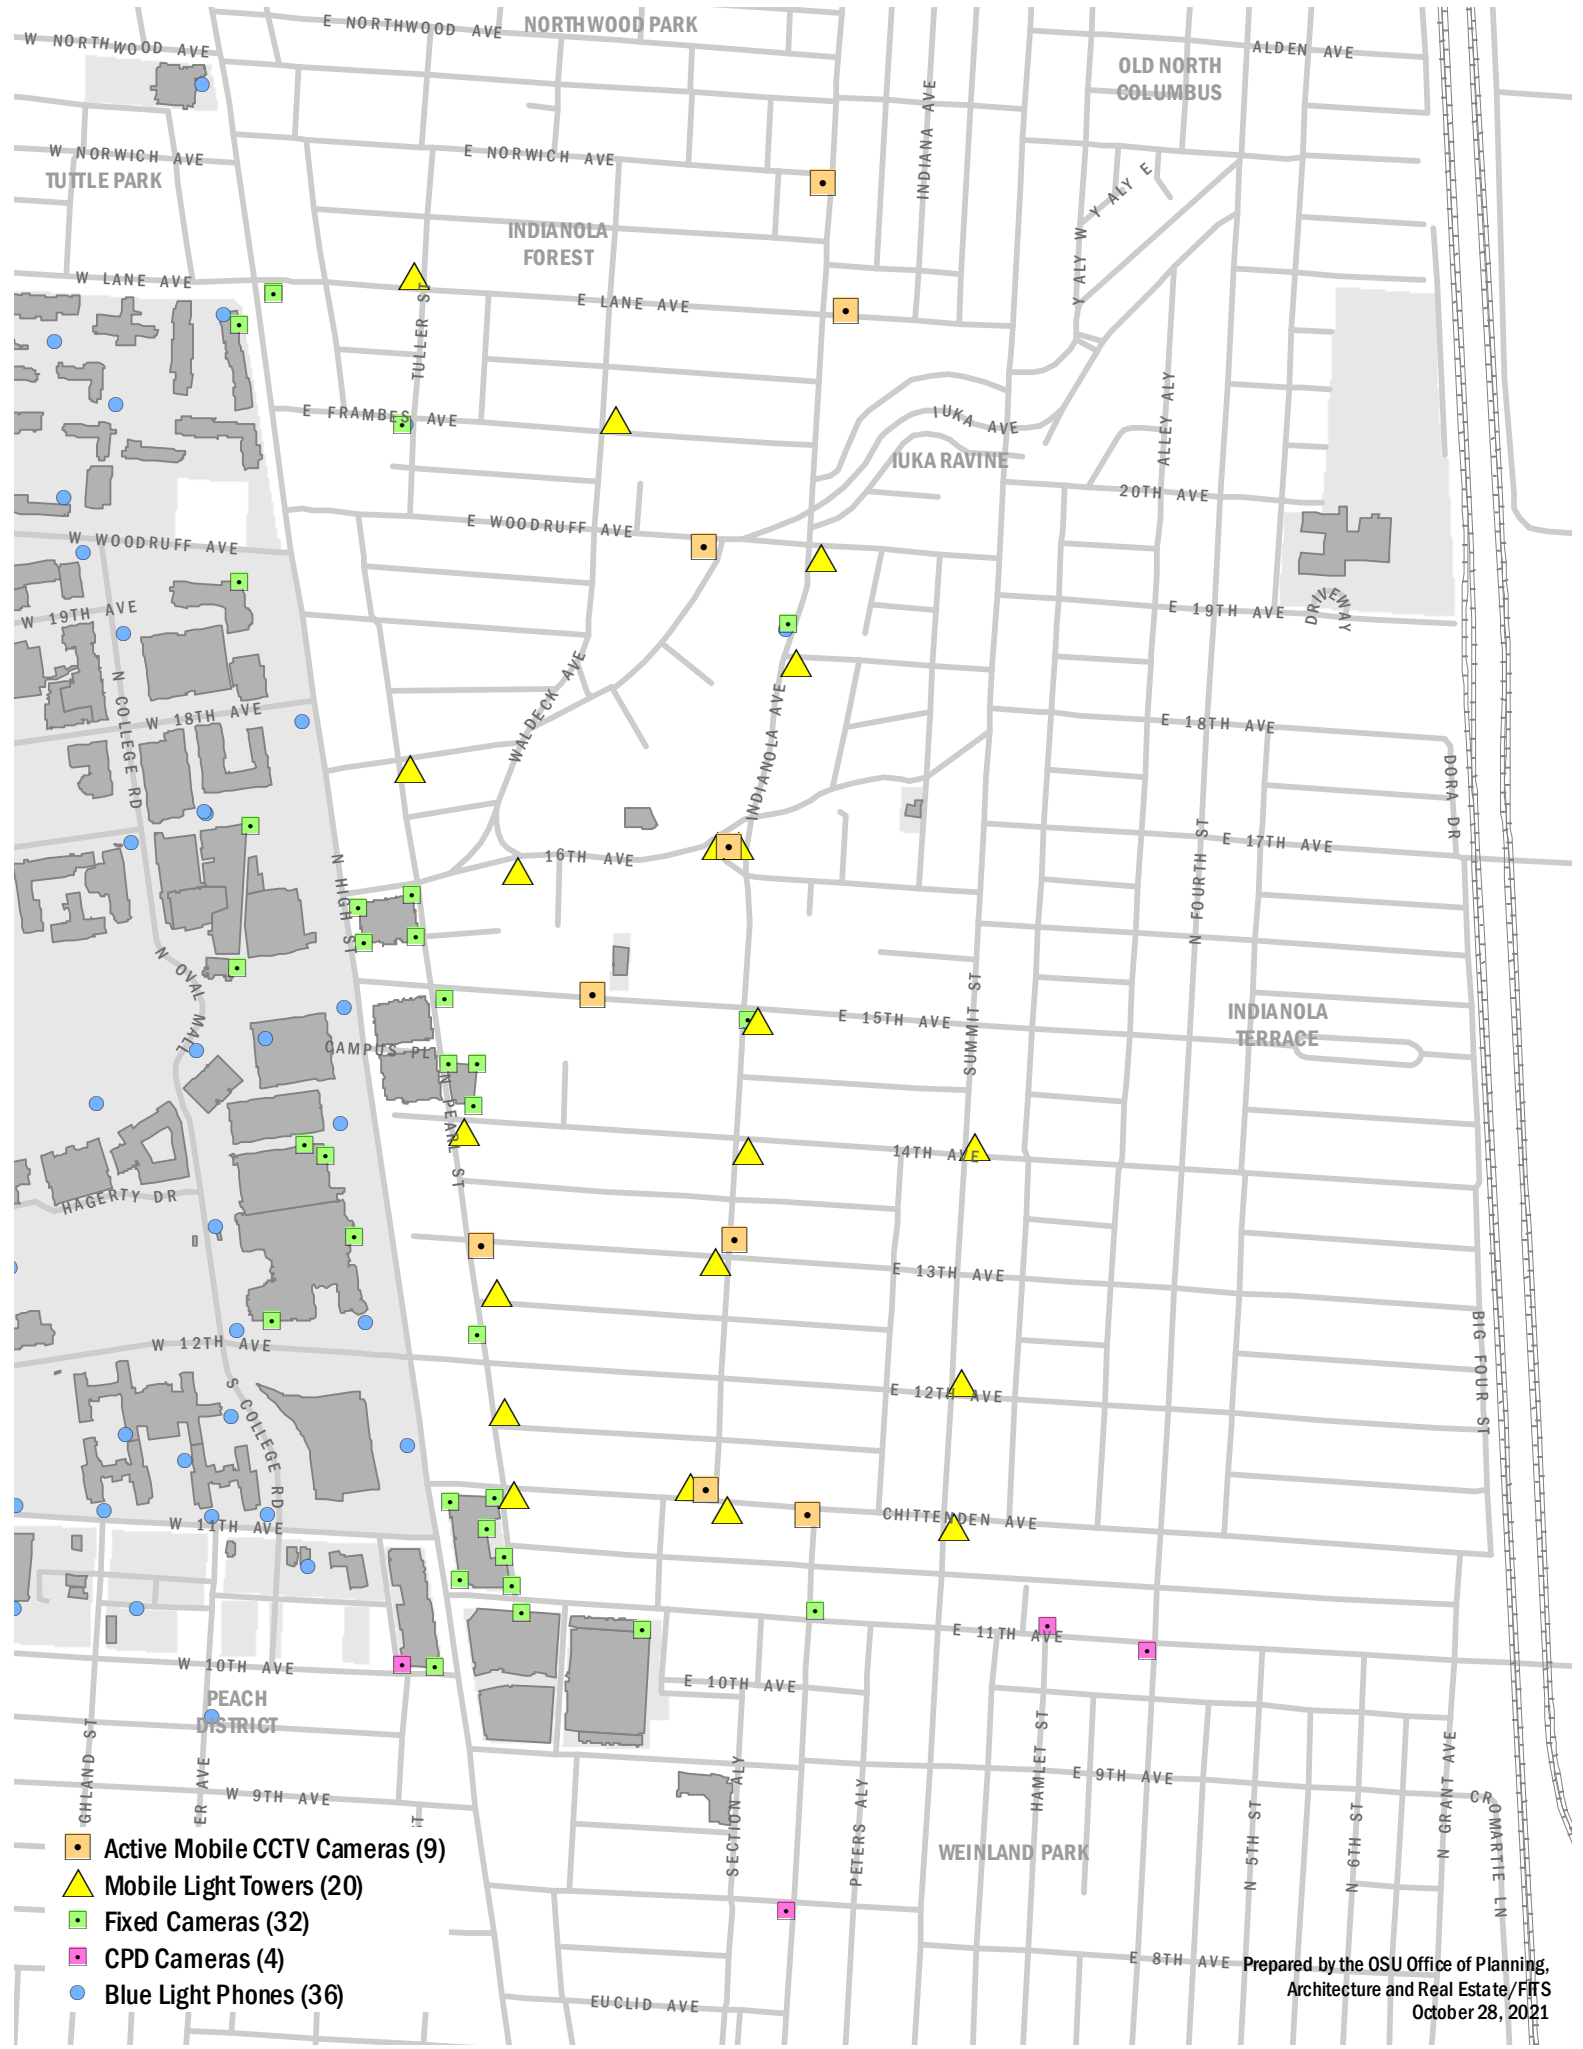 E NORTHWOOD AVE
NORTHWOOD PARK
W NORTHWOOD AVE
ALDEN AVE
OLD NORTH
COLUMBUS
INDIANA AVE
W NORWICH AVE
E NORWICH AVE
TUTTLE PARK
Y ALY E
Y ALY W
INDIANOLA
FOREST
W LANE AVE
E LANE AVE
TULLER ST
E FRAMBES AVE
IUKA AVE
ALLEY ALY
IUKA RAVINE
20TH AVE
E WOODRUFF AVE
W WOODRUFF AVE
W 19TH AVE
E 19TH AVE
DRIVEWAY
N COLLEGE RD
WALDECK AVE
INDIANOLA AVE
W 18TH AVE
E 18TH AVE
DORA DR
N FOURTH ST
E 17TH AVE
16TH AVE
N HIGH ST
N OVAL MALL
E 15TH AVE
SUMMIT ST
INDIANOLA
TERRACE
CAMPUS PL
N PEARL ST
14TH AVE
HAGERTY DR
E 13TH AVE
BIG FOUR ST
W 12TH AVE
E 12TH AVE
S COLLEGE RD
CHITTENDEN AVE
W 11TH AVE
E 11TH AVE
W 10TH AVE
E 10TH AVE
PEACH
DISTRICT
GHLAND ST
ER AVE
W 9TH AVE
ST
SECTION ALY
PETERS ALY
HAMLET ST
E 9TH AVE
N 5TH ST
N 6TH ST
N GRANT AVE
CROMARTIE LN
WEINLAND PARK
Active Mobile CCTV Cameras (9)
Mobile Light Towers (20)
Fixed Cameras (32)
CPD Cameras (4)
Blue Light Phones (36)
E 8TH AVE
EUCLID AVE
Prepared by the OSU Office of Planning,
Architecture and Real Estate/FITS
October 28, 2021